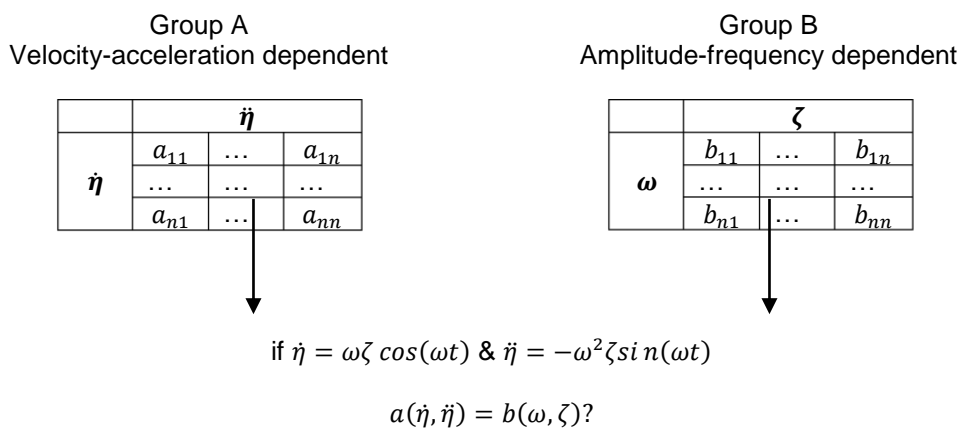 Group A
Velocity-acceleration dependent
Group B
Amplitude-frequency dependent
η̈
η̇
a₁₁ … a₁ₙ
… … …
aₙ₁ … aₙₙ
ζ
ω
b₁₁ … b₁ₙ
… … …
bₙ₁ … bₙₙ
if η̇ = ωζ cos(ωt) & η̈ = −ω²ζsi n(ωt)
a(η̇, η̈) = b(ω, ζ)?